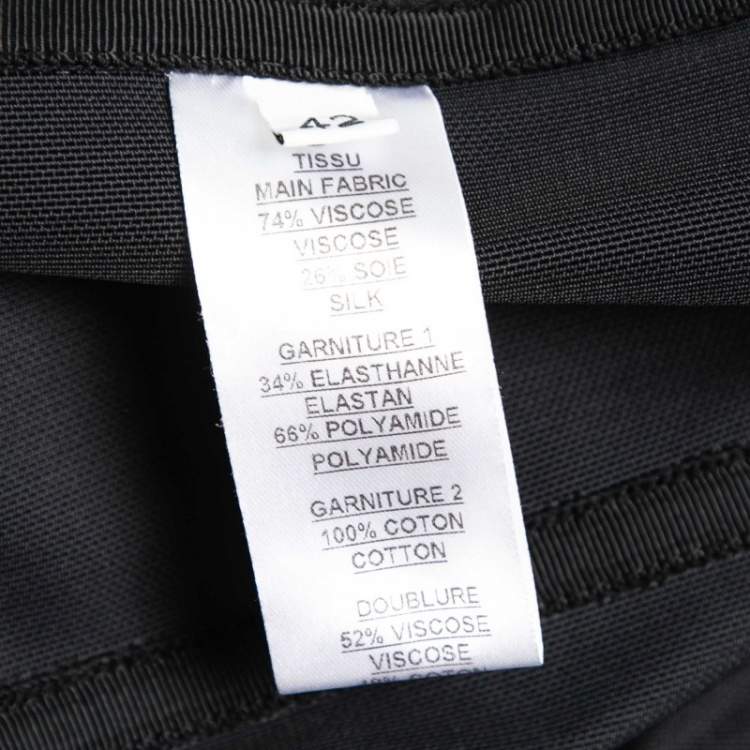 42
TISSU
MAIN FABRIC
74% VISCOSE
VISCOSE
26% SOIE
SILK
GARNITURE 1
34% ELASTHANNE
ELASTAN
66% POLYAMIDE
POLYAMIDE
GARNITURE 2
100% COTON
COTTON
DOUBLURE
52% VISCOSE
VISCOSE
COTON